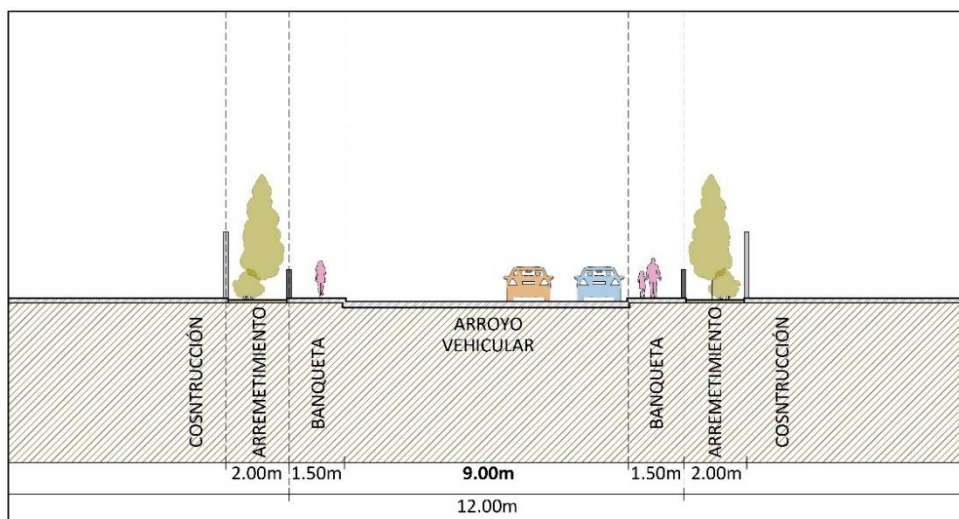 COSNTRUCCIÓN
ARREMETIMIENTO
BANQUETA
ARROYO
VEHICULAR
BANQUETA
ARREMETIMIENTO
COSNTRUCCIÓN
2.00m 1.50m 9.00m 1.50m 2.00m
12.00m